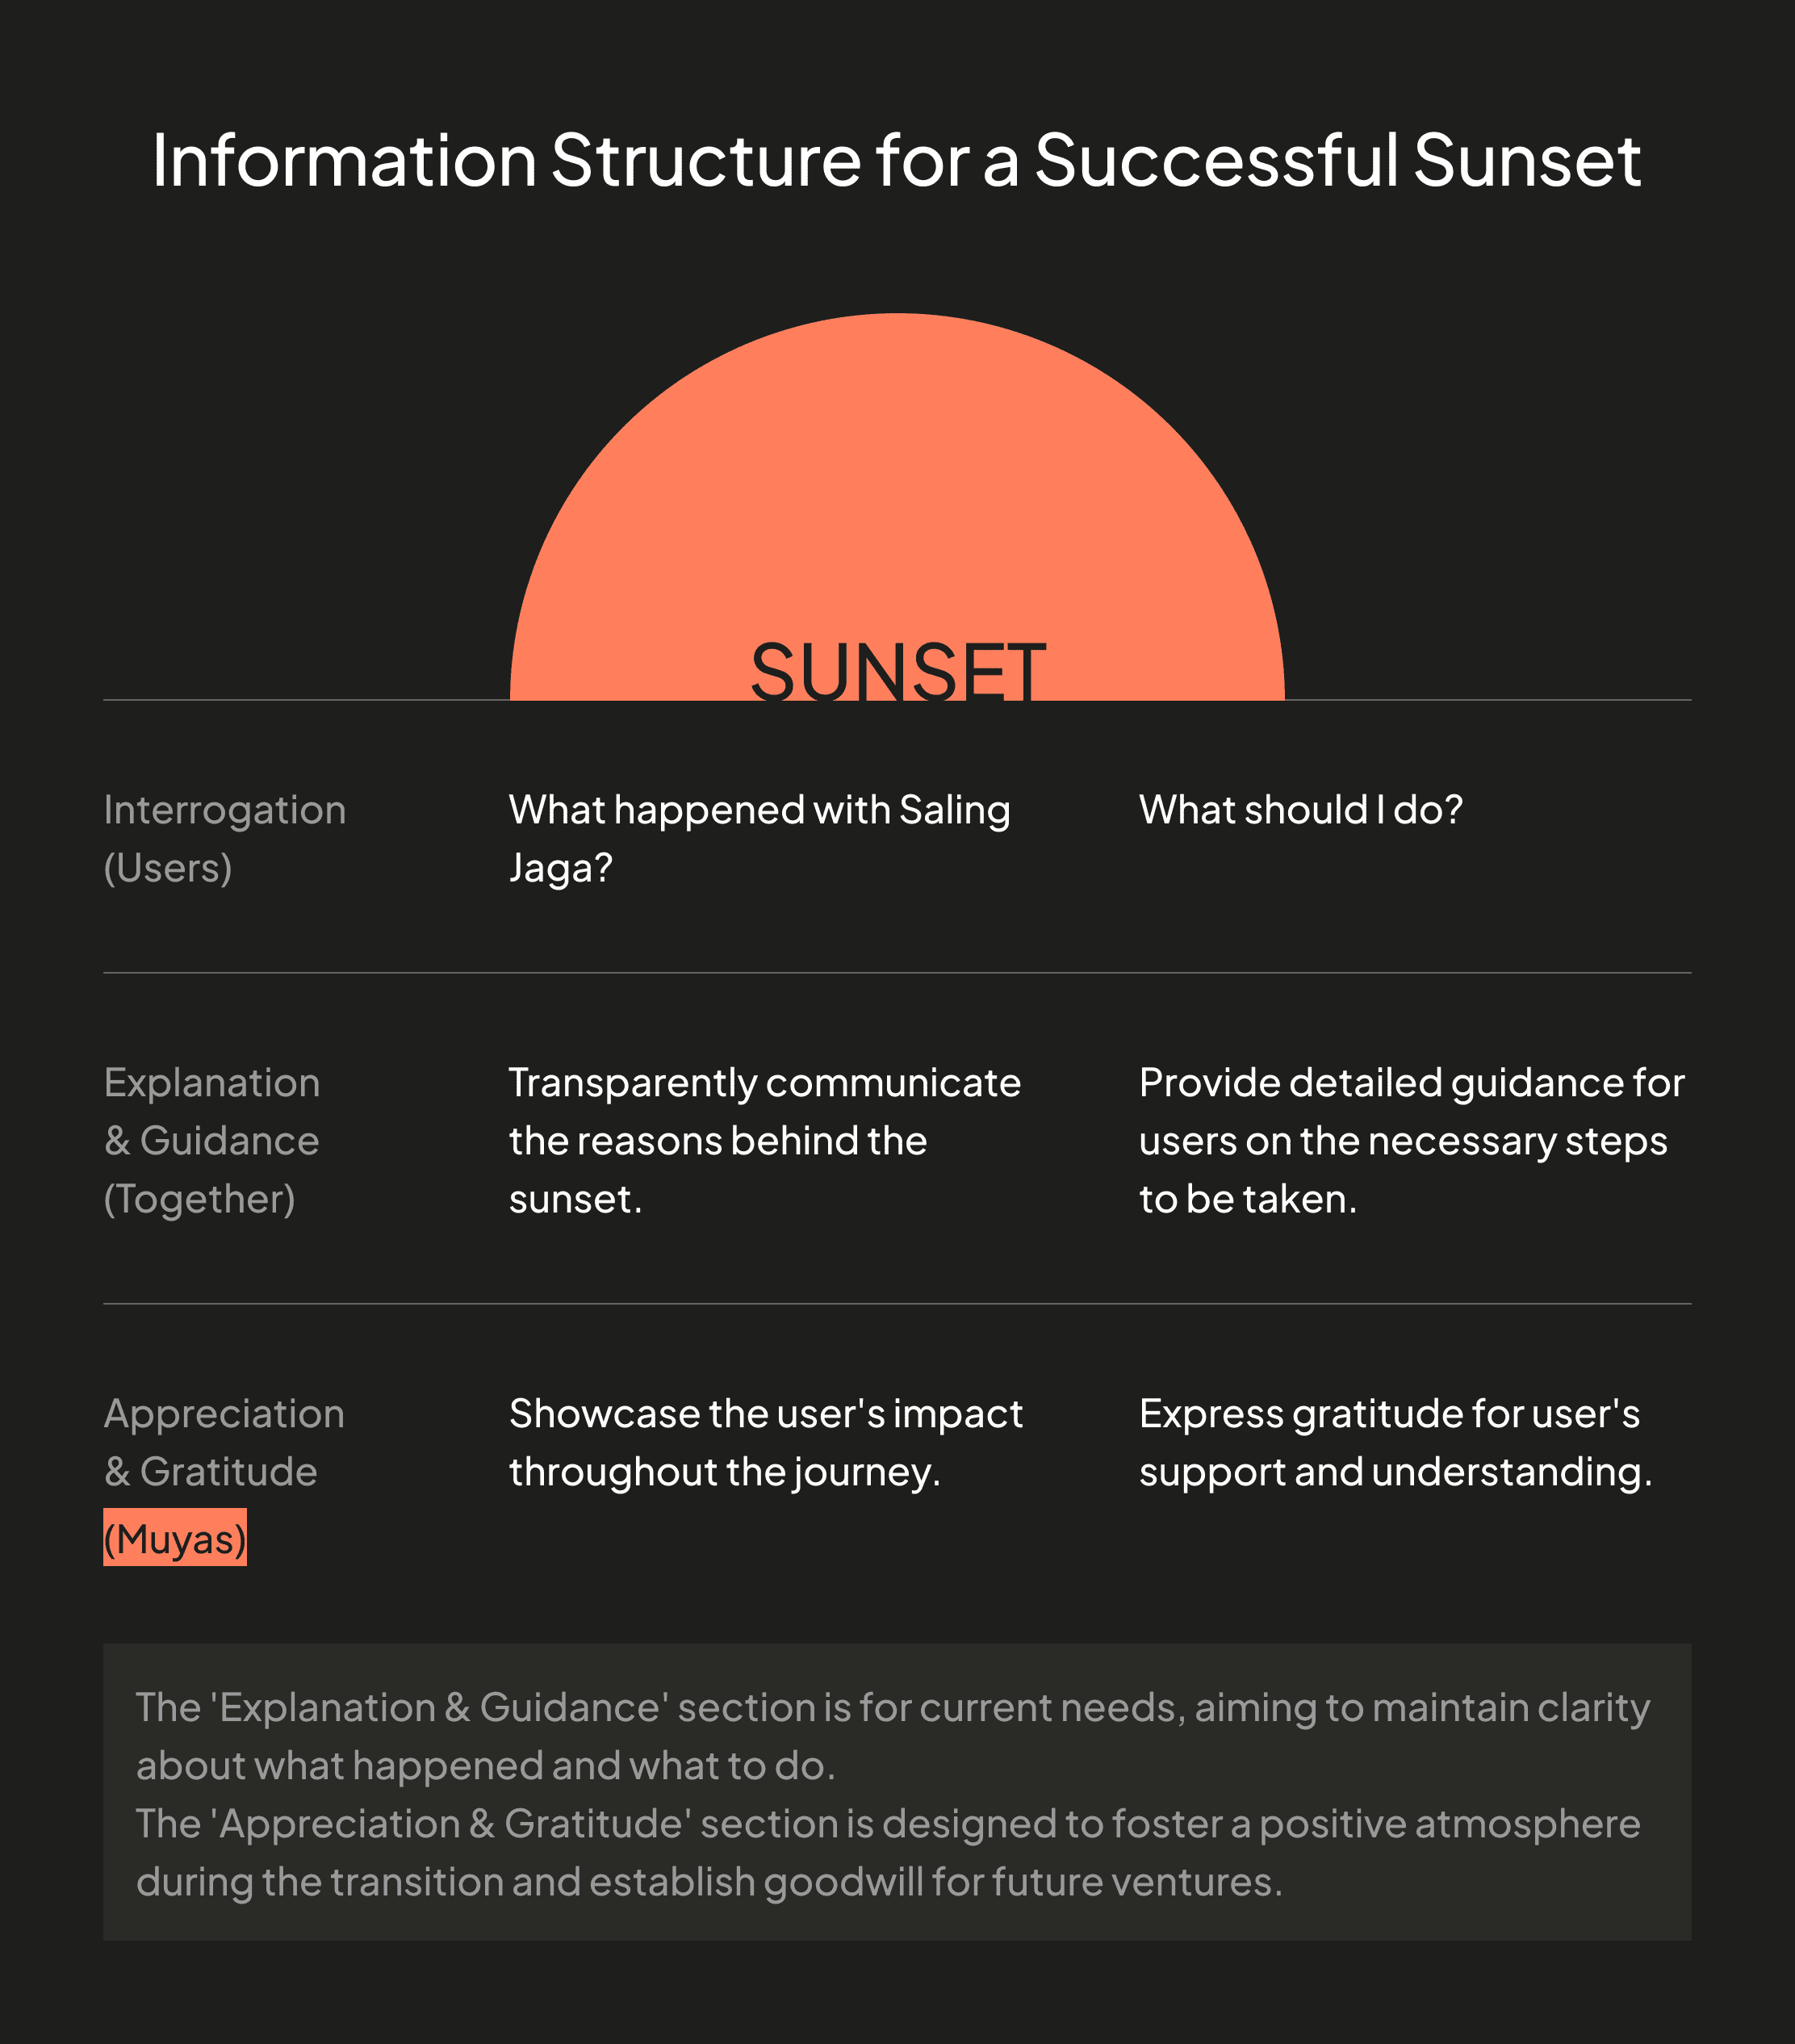 Information Structure for a Successful Sunset
SUNSET
Interrogation
(Users)
What happened with Saling
Jaga?
What should I do?
Explanation
& Guidance
(Together)
Transparently communicate
the reasons behind the
sunset.
Provide detailed guidance for
users on the necessary steps
to be taken.
Appreciation
& Gratitude
(Muyas)
Showcase the user's impact
throughout the journey.
Express gratitude for user's
support and understanding.
The 'Explanation & Guidance' section is for current needs, aiming to maintain clarity
about what happened and what to do.
The 'Appreciation & Gratitude' section is designed to foster a positive atmosphere
during the transition and establish goodwill for future ventures.